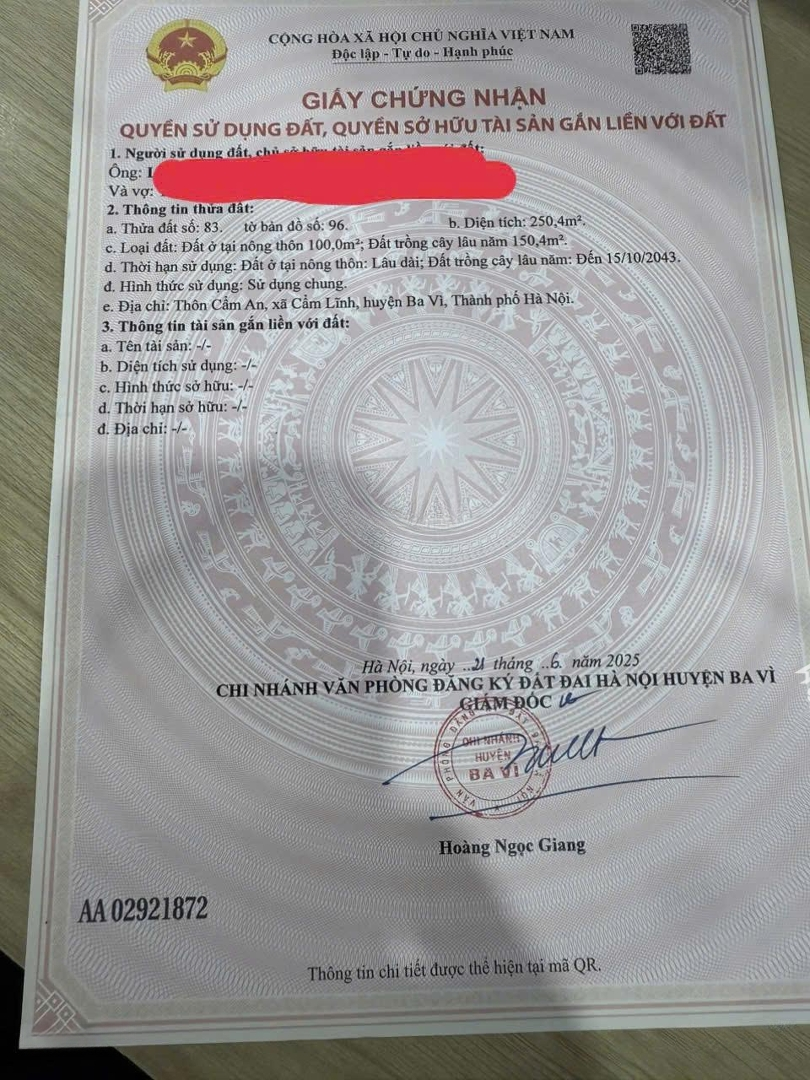 CỘNG HÒA XÃ HỘI CHỦ NGHĨA VIỆT NAM
Độc lập - Tự do - Hạnh phúc
GIẤY CHỨNG NHẬN
QUYỀN SỬ DỤNG ĐẤT, QUYỀN SỞ HỮU TÀI SẢN GẮN LIỀN VỚI ĐẤT
1. Người sử dụng đất, chủ sở hữu tài sản gắn liền với đất:
Ông:
Và vợ:
2. Thông tin thửa đất:
a. Thửa đất số: 83. tờ bản đồ số: 96. b. Diện tích: 250,4m².
c. Loại đất: Đất ở tại nông thôn 100,0m²; Đất trồng cây lâu năm 150,4m².
d. Thời hạn sử dụng: Đất ở tại nông thôn: Lâu dài; Đất trồng cây lâu năm: Đến 15/10/2043.
đ. Hình thức sử dụng: Sử dụng chung.
e. Địa chỉ: Thôn Cẩm An, xã Cẩm Lĩnh, huyện Ba Vì, Thành phố Hà Nội.
3. Thông tin tài sản gắn liền với đất:
a. Tên tài sản: -/-
b. Diện tích sử dụng: -/-
c. Hình thức sở hữu: -/-
d. Thời hạn sở hữu: -/-
đ. Địa chỉ: -/-
Hà Nội, ngày ..21 tháng ..6. năm 2025
CHI NHÁNH VĂN PHÒNG ĐĂNG KÝ ĐẤT ĐAI HÀ NỘI HUYỆN BA VÌ
GIÁM ĐỐC
CHI NHÁNH
HUYỆN
BA VÌ
Hoàng Ngọc Giang
AA 02921872
Thông tin chi tiết được thể hiện tại mã QR.